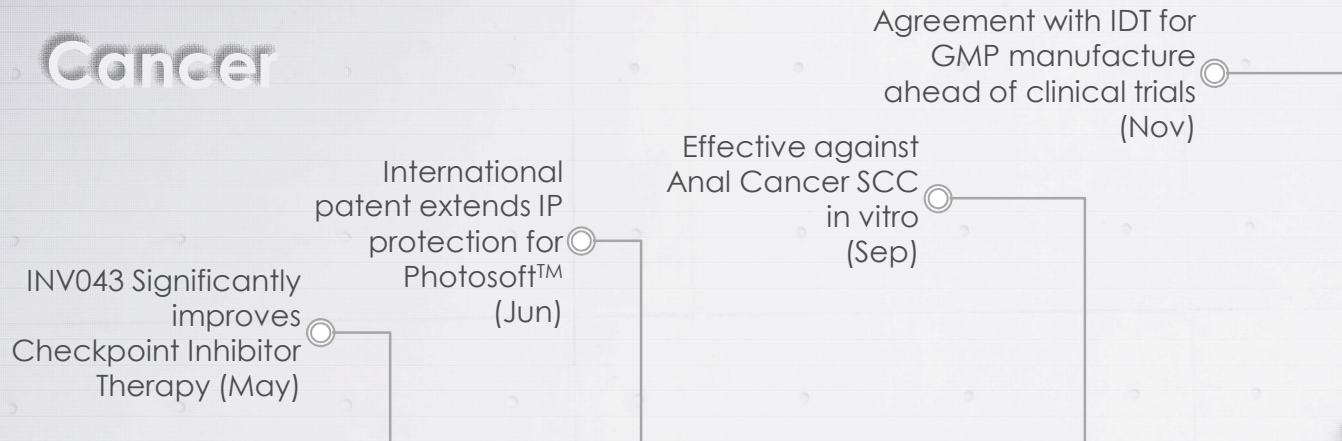 Cancer
INV043 Significantly
improves
Checkpoint Inhibitor
Therapy (May)
International
patent extends IP
protection for
Photosoft™
(Jun)
Effective against
Anal Cancer SCC
in vitro
(Sep)
Agreement with IDT for
GMP manufacture
ahead of clinical trials
(Nov)